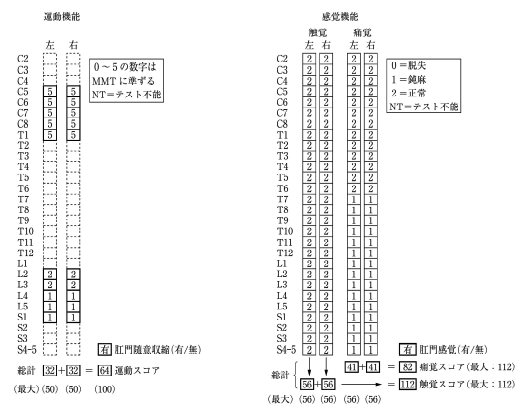 運動機能
左 右
0～5の数字は
MMTに準ずる
NT＝テスト不能
C2
C3
C4
C5 5 5
C6 5 5
C7 5 5
C8 5 5
T1 5 5
T2
T3
T4
T5
T6
T7
T8
T9
T10
T11
T12
L1
L2 2 2
L3 2 2
L4 1 1
L5 1 1
S1 1 1
S2
S3
S4-5
有 肛門随意収縮(有/無)
総計 32＋32＝64 運動スコア
(最大) (50) (50) (100)
感覚機能
触覚 痛覚
左 右 左 右
0＝脱失
1＝鈍麻
2＝正常
NT＝テスト不能
C2 2 2 2 2
C3 2 2 2 2
C4 2 2 2 2
C5 2 2 2 2
C6 2 2 2 2
C7 2 2 2 2
C8 2 2 2 2
T1 2 2 2 2
T2 2 2 2 2
T3 2 2 2 2
T4 2 2 2 2
T5 2 2 2 2
T6 2 2 2 2
T7 2 2 1 1
T8 2 2 1 1
T9 2 2 1 1
T10 2 2 1 1
T11 2 2 1 1
T12 2 2 1 1
L1 2 2 1 1
L2 2 2 1 1
L3 2 2 1 1
L4 2 2 1 1
L5 2 2 1 1
S1 2 2 1 1
S2 2 2 1 1
S3 2 2 1 1
S4-5 2 2 1 1
有 肛門感覚(有/無)
総計
41＋41 ＝ 82 痛覚スコア(最大：112)
56＋56 ＝ 112 触覚スコア(最大：112)
(最大) (56) (56) (56) (56)